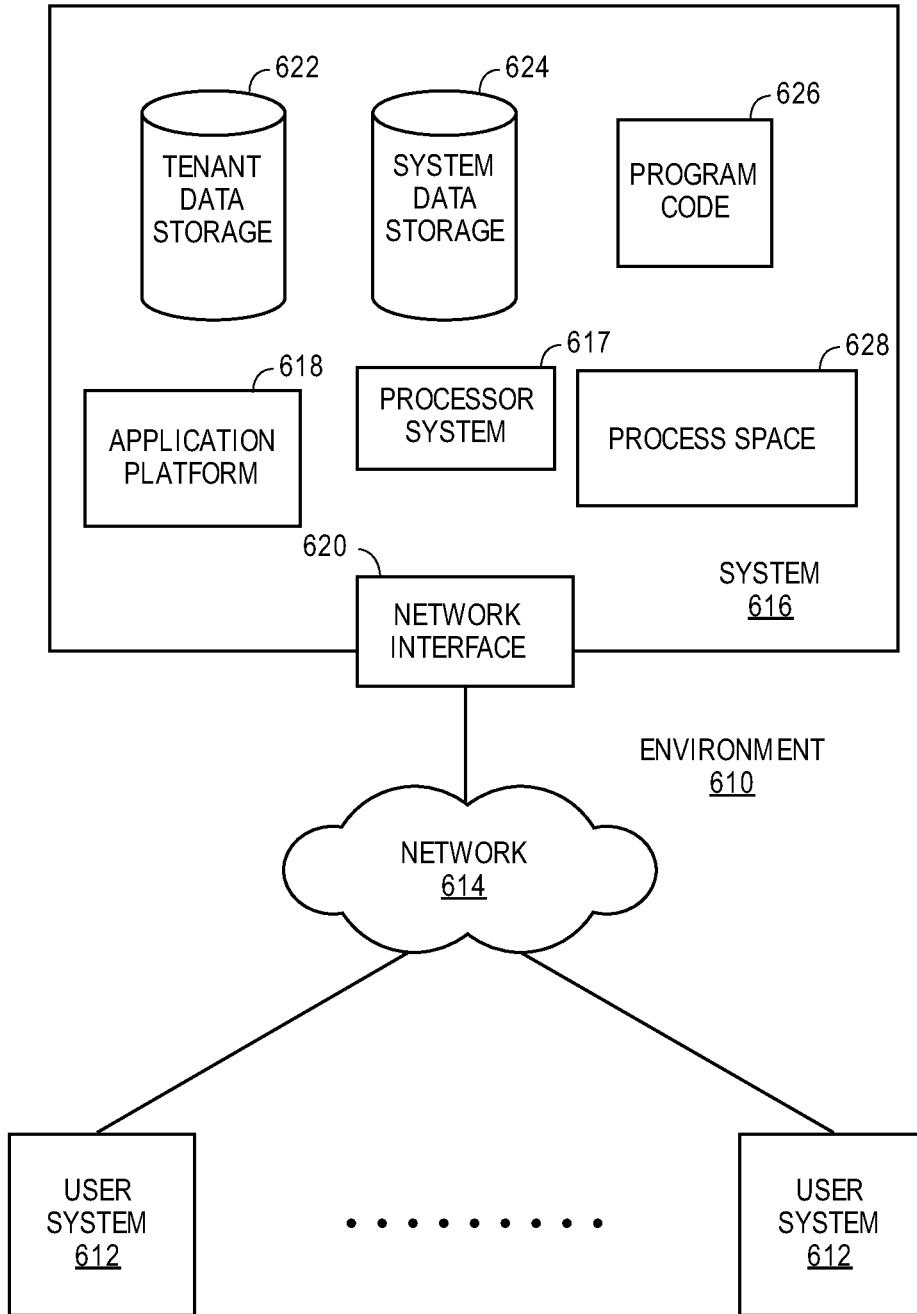 622
624
626
TENANT
DATA
STORAGE
SYSTEM
DATA
STORAGE
PROGRAM
CODE
618
617
628
APPLICATION
PLATFORM
PROCESSOR
SYSTEM
PROCESS SPACE
620
NETWORK
INTERFACE
SYSTEM
616
ENVIRONMENT
610
NETWORK
614
USER
SYSTEM
612
USER
SYSTEM
612